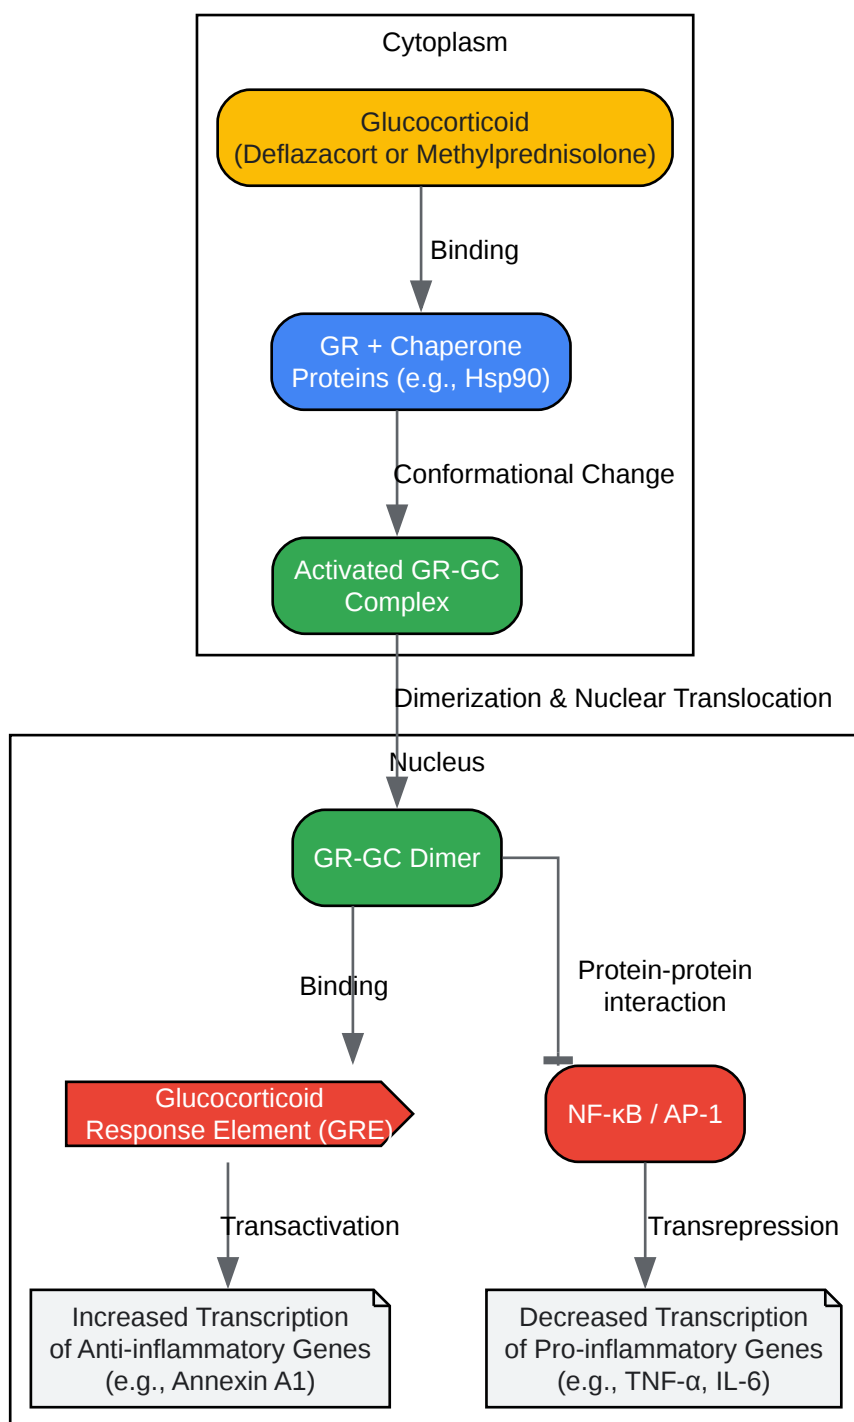 Cytoplasm
Glucocorticoid
(Deflazacort or Methylprednisolone)
Binding
GR + Chaperone
Proteins (e.g., Hsp90)
Conformational Change
Activated GR-GC
Complex
Dimerization & Nuclear Translocation
Nucleus
GR-GC Dimer
Binding
Protein-protein
interaction
Glucocorticoid
Response Element (GRE)
NF-κB / AP-1
Transactivation
Transrepression
Increased Transcription
of Anti-inflammatory Genes
(e.g., Annexin A1)
Decreased Transcription
of Pro-inflammatory Genes
(e.g., TNF-α, IL-6)